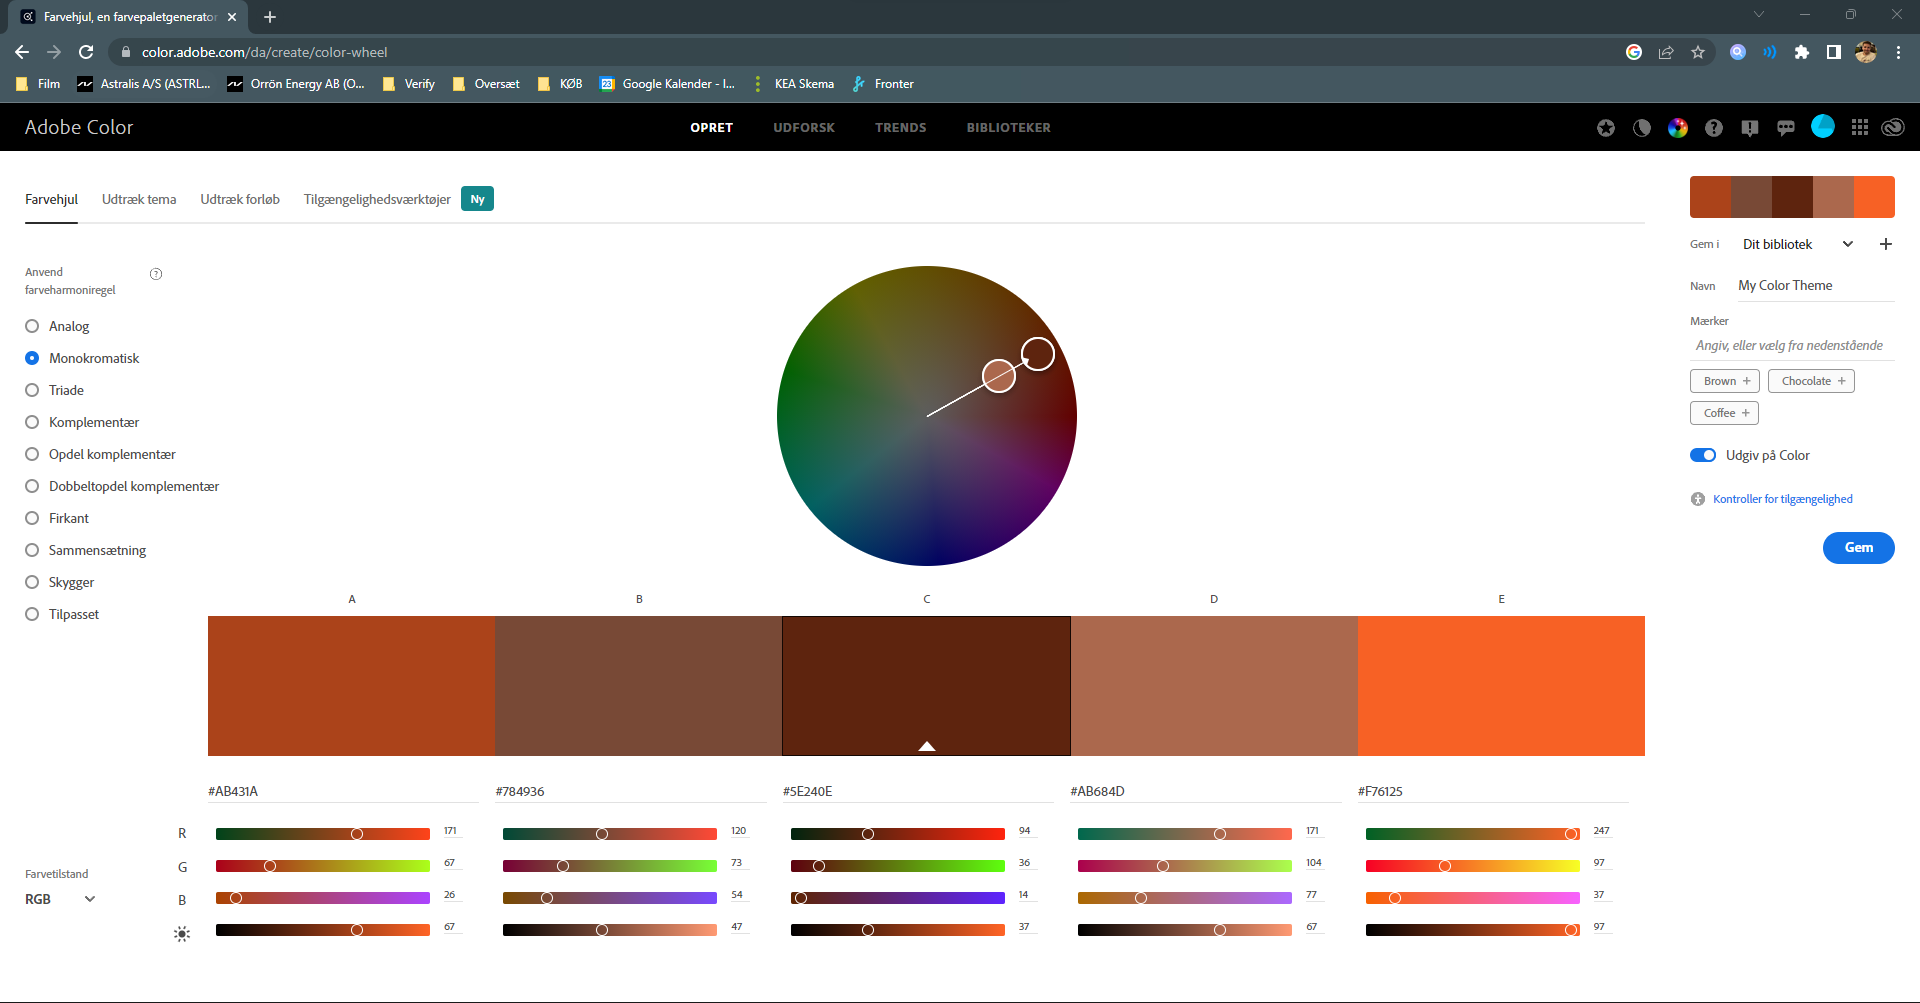 Farvehjul, en farvepaletgenerator
color.adobe.com/da/create/color-wheel
Film
Astralis A/S (ASTRL...
Orrön Energy AB (O...
Verify
Oversæt
KØB
23
Google Kalender - I...
KEA Skema
Fronter
Adobe Color
OPRET
UDFORSK
TRENDS
BIBLIOTEKER
Farvehjul
Udtræk tema
Udtræk forløb
Tilgængelighedsværktøjer
Ny
Anvend
farveharmoniregel
Analog
Monokromatisk
Triade
Komplementær
Opdel komplementær
Dobbeltopdel komplementær
Firkant
Sammensætning
Skygger
Tilpasset
Gem i
Dit bibliotek
Navn
My Color Theme
Mærker
Angiv, eller vælg fra nedenstående
Brown +
Chocolate +
Coffee +
Udgiv på Color
Kontroller for tilgængelighed
Gem
A
B
C
D
E
#AB431A
#784936
#5E240E
#AB684D
#F76125
R
171
120
94
171
247
G
67
73
36
104
97
Farvetilstand
RGB
B
26
54
14
77
37
67
47
37
67
97